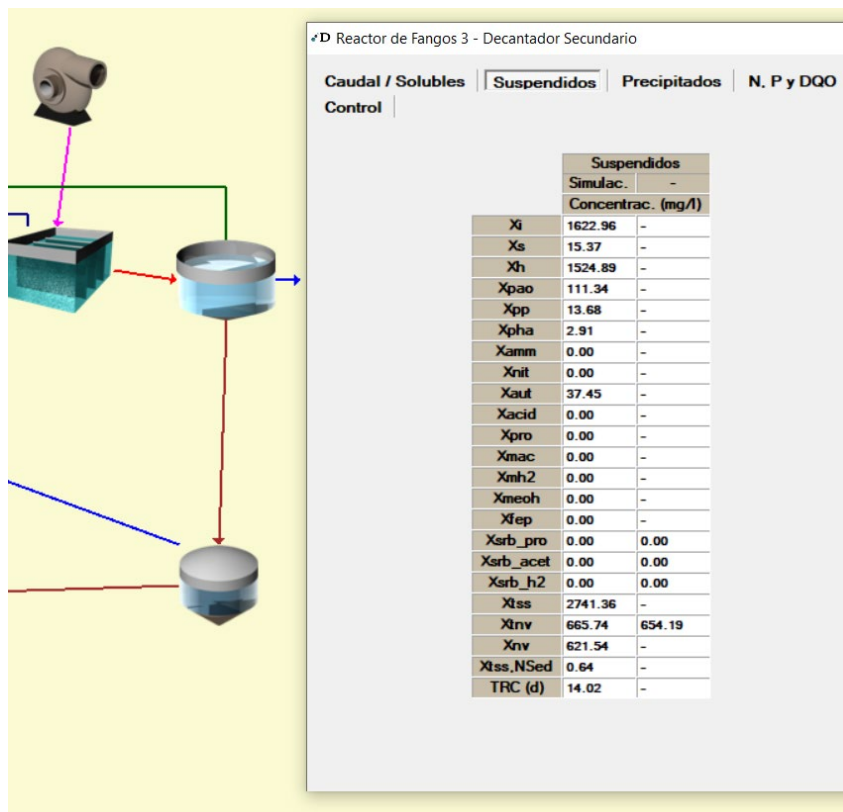 D Reactor de Fangos 3 - Decantador Secundario
Caudal / Solubles Suspendidos Precipitados N, P y DQO
Control
Suspendidos
Simulac. -
Concentrac. (mg/l)
Xi 1622.96 -
Xs 15.37 -
Xh 1524.89 -
Xpao 111.34 -
Xpp 13.68 -
Xpha 2.91 -
Xamm 0.00 -
Xnit 0.00 -
Xaut 37.45 -
Xacid 0.00 -
Xpro 0.00 -
Xmac 0.00 -
Xmh2 0.00 -
Xmeoh 0.00 -
Xfep 0.00 -
Xsrb_pro 0.00 0.00
Xsrb_acet 0.00 0.00
Xsrb_h2 0.00 0.00
Xtss 2741.36 -
Xtnv 665.74 654.19
Xnv 621.54 -
Xtss,NSed 0.64 -
TRC (d) 14.02 -